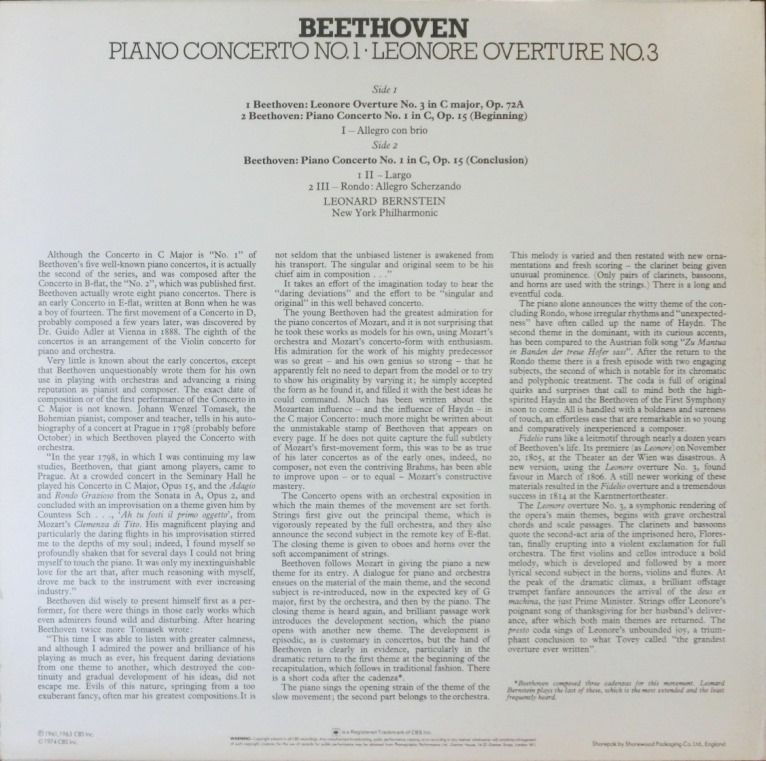 BEETHOVEN
PIANO CONCERTO NO.1 · LEONORE OVERTURE NO.3
Side 1
1 Beethoven: Leonore Overture No. 3 in C major, Op. 72A
2 Beethoven: Piano Concerto No. 1 in C, Op. 15 (Beginning)
I – Allegro con brio
Side 2
Beethoven: Piano Concerto No. 1 in C, Op. 15 (Conclusion)
1 II – Largo
2 III – Rondo: Allegro Scherzando
LEONARD BERNSTEIN
New York Philharmonic
Although the Concerto in C Major is "No. 1" of
Beethoven's five well-known piano concertos, it is actually
the second of the series, and was composed after the
Concerto in B-flat, the "No. 2", which was published first.
Beethoven actually wrote eight piano concertos. There is
an early Concerto in E-flat, written at Bonn when he was
a boy of fourteen. The first movement of a Concerto in D,
probably composed a few years later, was discovered by
Dr. Guido Adler at Vienna in 1888. The eighth of the
concertos is an arrangement of the Violin concerto for
piano and orchestra.
Very little is known about the early concertos, except
that Beethoven unquestionably wrote them for his own
use in playing with orchestras and advancing a rising
reputation as pianist and composer. The exact date of
composition or of the first performance of the Concerto in
C Major is not known. Johann Wenzel Tomasek, the
Bohemian pianist, composer and teacher, tells in his auto-
biography of a concert at Prague in 1798 (probably before
October) in which Beethoven played the Concerto with
orchestra.
"In the year 1798, in which I was continuing my law
studies, Beethoven, that giant among players, came to
Prague. At a crowded concert in the Seminary Hall he
played his Concerto in C Major, Opus 15, and the Adagio
and Rondo Grazioso from the Sonata in A, Opus 2, and
concluded with an improvisation on a theme given him by
Countess Sch . . ., 'Ah tu fosti il primo oggetto', from
Mozart's Clemenza di Tito. His magnificent playing and
particularly the daring flights in his improvisation stirred
me to the depths of my soul; indeed, I found myself so
profoundly shaken that for several days I could not bring
myself to touch the piano. It was only my inextinguishable
love for the art that, after much reasoning with myself,
drove me back to the instrument with ever increasing
industry."
Beethoven did wisely to present himself first as a per-
former, for there were things in those early works which
even admirers found wild and disturbing. After hearing
Beethoven twice more Tomasek wrote:
"This time I was able to listen with greater calmness,
and although I admired the power and brilliance of his
playing as much as ever, his frequent daring deviations
from one theme to another, which destroyed the con-
tinuity and gradual development of his ideas, did not
escape me. Evils of this nature, springing from a too
exuberant fancy, often mar his greatest compositions. It is
not seldom that the unbiased listener is awakened from
his transport. The singular and original seem to be his
chief aim in composition . . ."
It takes an effort of the imagination today to hear the
"daring deviations" and the effort to be "singular and
original" in this well behaved concerto.
The young Beethoven had the greatest admiration for
the piano concertos of Mozart, and it is not surprising that
he took these works as models for his own, using Mozart's
orchestra and Mozart's concerto-form with enthusiasm.
His admiration for the work of his mighty predecessor
was so great – and his own genius so strong – that he
apparently felt no need to depart from the model or to try
to show his originality by varying it; he simply accepted
the form as he found it, and filled it with the best ideas he
could command. Much has been written about the
Mozartean influence – and the influence of Haydn – in
the C major Concerto: much more might be written about
the unmistakable stamp of Beethoven that appears on
every page. If he does not quite capture the full subtlety
of Mozart's first-movement form, this was to be as true
of his later concertos as of the early ones, indeed, no
composer, not even the contriving Brahms, has been able
to improve upon – or to equal – Mozart's constructive
mastery.
The Concerto opens with an orchestral exposition in
which the main themes of the movement are set forth.
Strings first give out the principal theme, which is
vigorously repeated by the full orchestra, and they also
announce the second subject in the remote key of E-flat.
The closing theme is given to oboes and horns over the
soft accompaniment of strings.
Beethoven follows Mozart in giving the piano a new
theme for its entry. A dialogue for piano and orchestra
ensues on the material of the main theme, and the second
subject is re-introduced, now in the expected key of G
major, first by the orchestra, and then by the piano. The
closing theme is heard again, and brilliant passage work
introduces the development section, which the piano
opens with another new theme. The development is
episodic, as is customary in concertos, but the hand of
Beethoven is clearly in evidence, particularly in the
dramatic return to the first theme at the beginning of the
recapitulation, which follows in traditional fashion. There
is a short coda after the cadenza*.
The piano sings the opening strain of the theme of the
slow movement; the second part belongs to the orchestra.
This melody is varied and then restated with new orna-
mentations and fresh scoring – the clarinet being given
unusual prominence. (Only pairs of clarinets, bassoons,
and horns are used with the strings.) There is a long and
eventful coda.
The piano alone announces the witty theme of the con-
cluding Rondo, whose irregular rhythms and "unexpected-
ness" have often called up the name of Haydn. The
second theme in the dominant, with its curious accents,
has been compared to the Austrian folk song "Zu Mantua
in Banden der treue Hofer sass". After the return to the
Rondo theme there is a fresh episode with two engaging
subjects, the second of which is notable for its chromatic
and polyphonic treatment. The coda is full of original
quirks and surprises that call to mind both the high-
spirited Haydn and the Beethoven of the First Symphony
soon to come. All is handled with a boldness and sureness
of touch, an effortless ease that are remarkable in so young
and comparatively inexperienced a composer.
Fidelio runs like a leitmotif through nearly a dozen years
of Beethoven's life. Its premiere (as Leonore) on November
20, 1805, at the Theater an der Wien was disastrous. A
new version, using the Leonore overture No. 3, found
favour in March of 1806. A still newer working of these
materials resulted in the Fidelio overture and a tremendous
success in 1814 at the Karntnertortheater.
The Leonore overture No. 3, a symphonic rendering of
the opera's main themes, begins with grave orchestral
chords and scale passages. The clarinets and bassoons
quote the second-act aria of the imprisoned hero, Flores-
tan, finally erupting into a violent exclamation for full
orchestra. The first violins and cellos introduce a bold
melody, which is developed and followed by a more
lyrical second subject in the horns, violins and flutes. At
the peak of the dramatic climax, a brilliant offstage
trumpet fanfare announces the arrival of the deus ex
machina, the just Prime Minister. Strings offer Leonore's
poignant song of thanksgiving for her husband's deliver-
ance, after which both main themes are returned. The
presto coda sings of Leonore's unbounded joy, a trium-
phant conclusion to what Tovey called "the grandest
overture ever written".
*Beethoven composed three cadenzas for this movement. Leonard
Bernstein plays the last of these, which is the most extended and the least
frequently heard.
℗ 1960, 1963 CBS Inc.
© 1974 CBS Inc.
is a Registered Trademark of CBS Inc.
WARNING:
Shorepak by Shorewood Packaging Co. Ltd., England